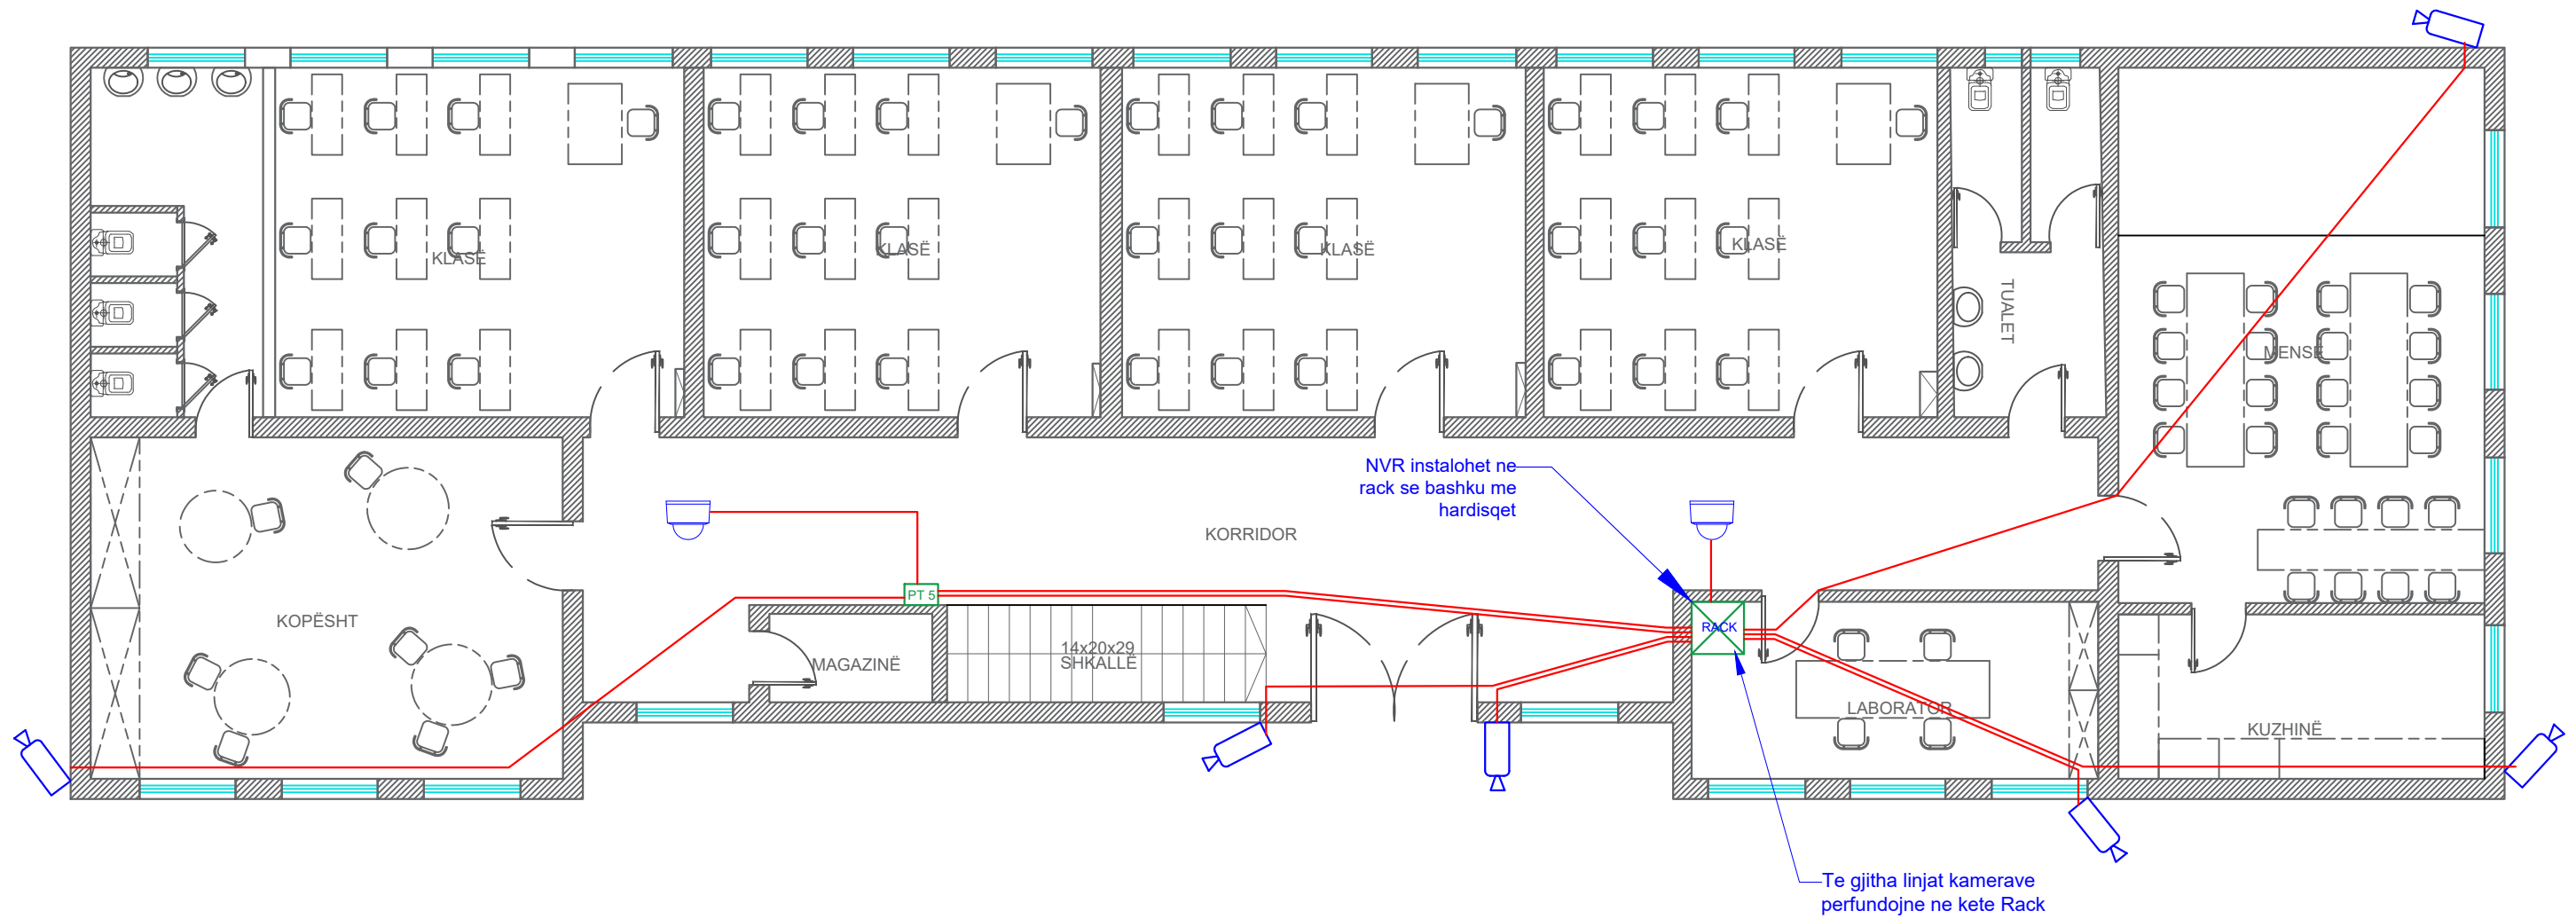 KLASË
KLASË
KLASË
KLASË
TUALET
MENSË
NVR instalohet ne
rack se bashku me
hardisqet
KORRIDOR
PT 5
KOPËSHT
RACK
14x20x29
SHKALLË
MAGAZINË
LABORATOR
KUZHINË
Te gjitha linjat kamerave
perfundojne ne kete Rack